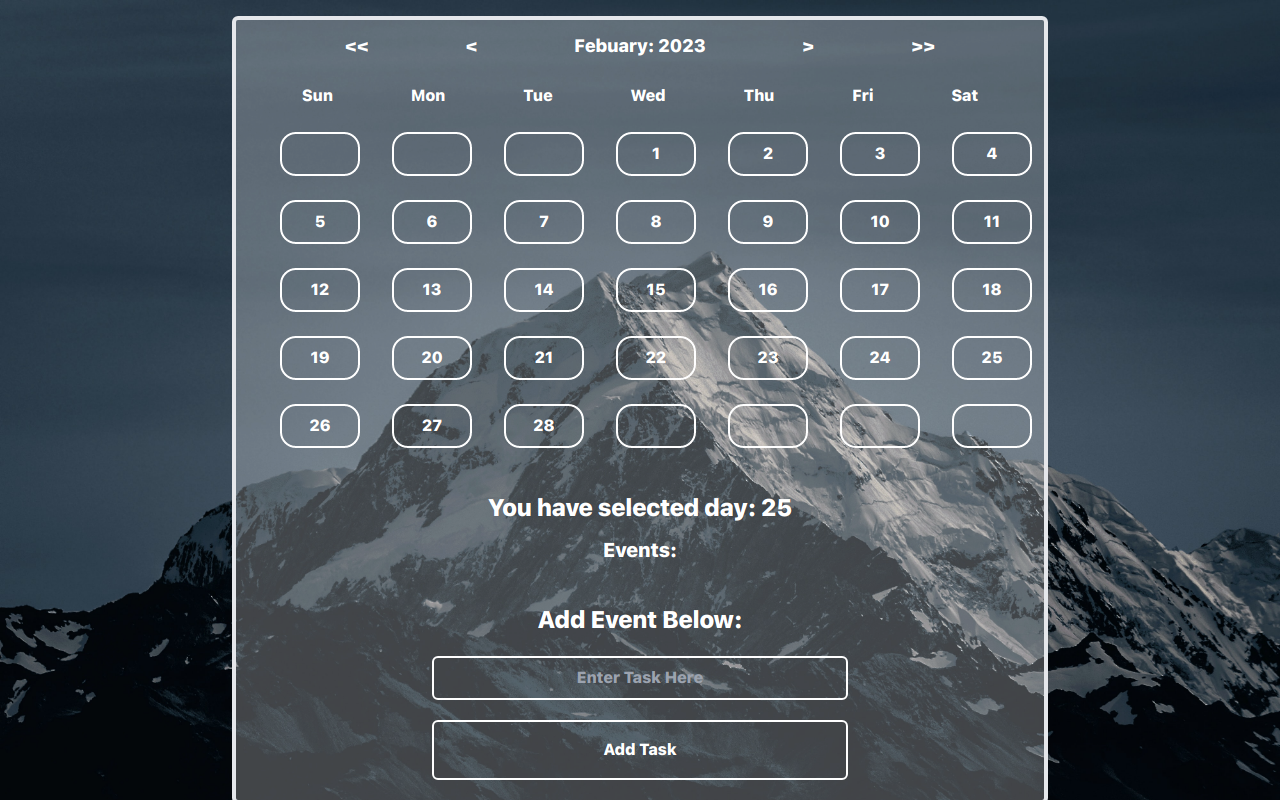 << < Febuary: 2023 > >>
Sun Mon Tue Wed Thu Fri Sat
1 2 3 4
5 6 7 8 9 10 11
12 13 14 15 16 17 18
19 20 21 22 23 24 25
26 27 28
You have selected day: 25
Events:
Add Event Below:
Enter Task Here
Add Task